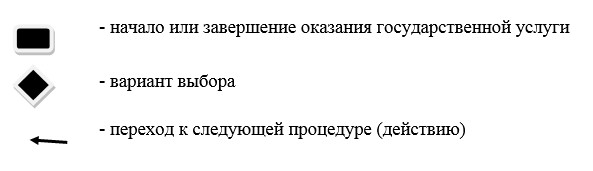 - начало или завершение оказания государственной услуги
- вариант выбора
- переход к следующей процедуре (действию)